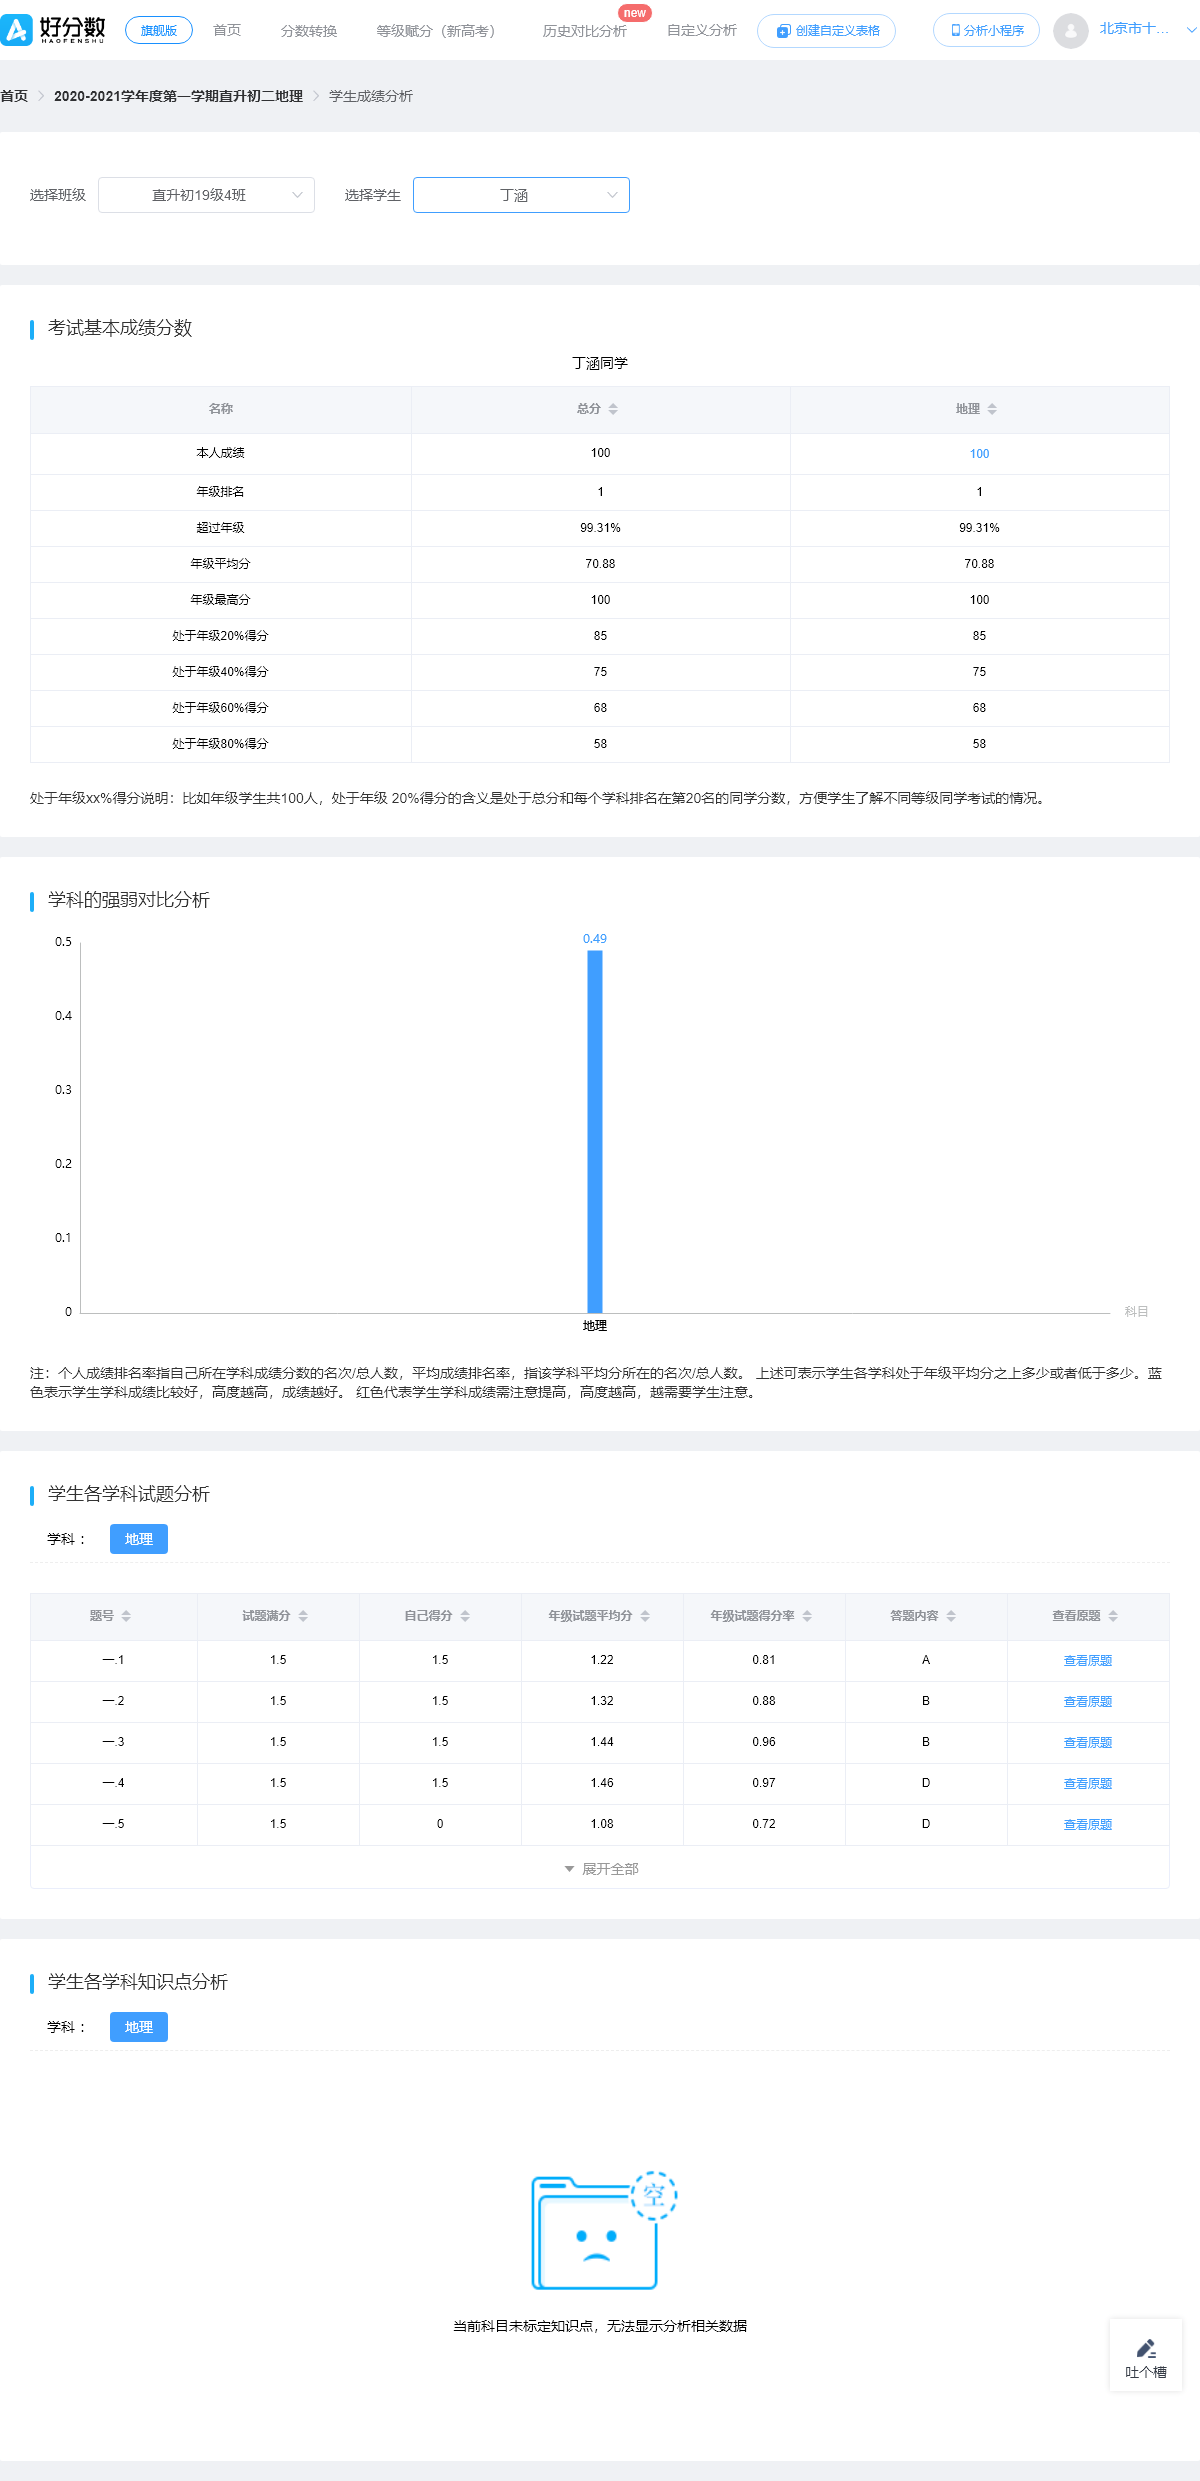 好分数
HAOFENSHU
旗舰版 首页 分数转换 等级赋分（新高考） 历史对比分析 new 自定义分析 创建自定义表格 分析小程序 北京市十...
首页 2020-2021学年度第一学期直升初二地理 学生成绩分析
选择班级 直升初19级4班 选择学生 丁涵
考试基本成绩分数
丁涵同学
名称 总分 地理
本人成绩 100 100
年级排名 1 1
超过年级 99.31% 99.31%
年级平均分 70.88 70.88
年级最高分 100 100
处于年级20%得分 85 85
处于年级40%得分 75 75
处于年级60%得分 68 68
处于年级80%得分 58 58
处于年级xx%得分说明：比如年级学生共100人，处于年级 20%得分的含义是处于总分和每个学科排名在第20名的同学分数，方便学生了解不同等级同学考试的情况。
学科的强弱对比分析
0.5
0.49
0.4
0.3
0.2
0.1
0
科目
地理
注：个人成绩排名率指自己所在学科成绩分数的名次/总人数，平均成绩排名率，指该学科平均分所在的名次/总人数。 上述可表示学生各学科处于年级平均分之上多少或者低于多少。蓝
色表示学生学科成绩比较好，高度越高，成绩越好。 红色代表学生学科成绩需注意提高，高度越高，越需要学生注意。
学生各学科试题分析
学科 : 地理
题号 试题满分 自己得分 年级试题平均分 年级试题得分率 答题内容 查看原题
一.1 1.5 1.5 1.22 0.81 A 查看原题
一.2 1.5 1.5 1.32 0.88 B 查看原题
一.3 1.5 1.5 1.44 0.96 B 查看原题
一.4 1.5 1.5 1.46 0.97 D 查看原题
一.5 1.5 0 1.08 0.72 D 查看原题
展开全部
学生各学科知识点分析
学科 : 地理
空
当前科目未标定知识点，无法显示分析相关数据
吐个槽